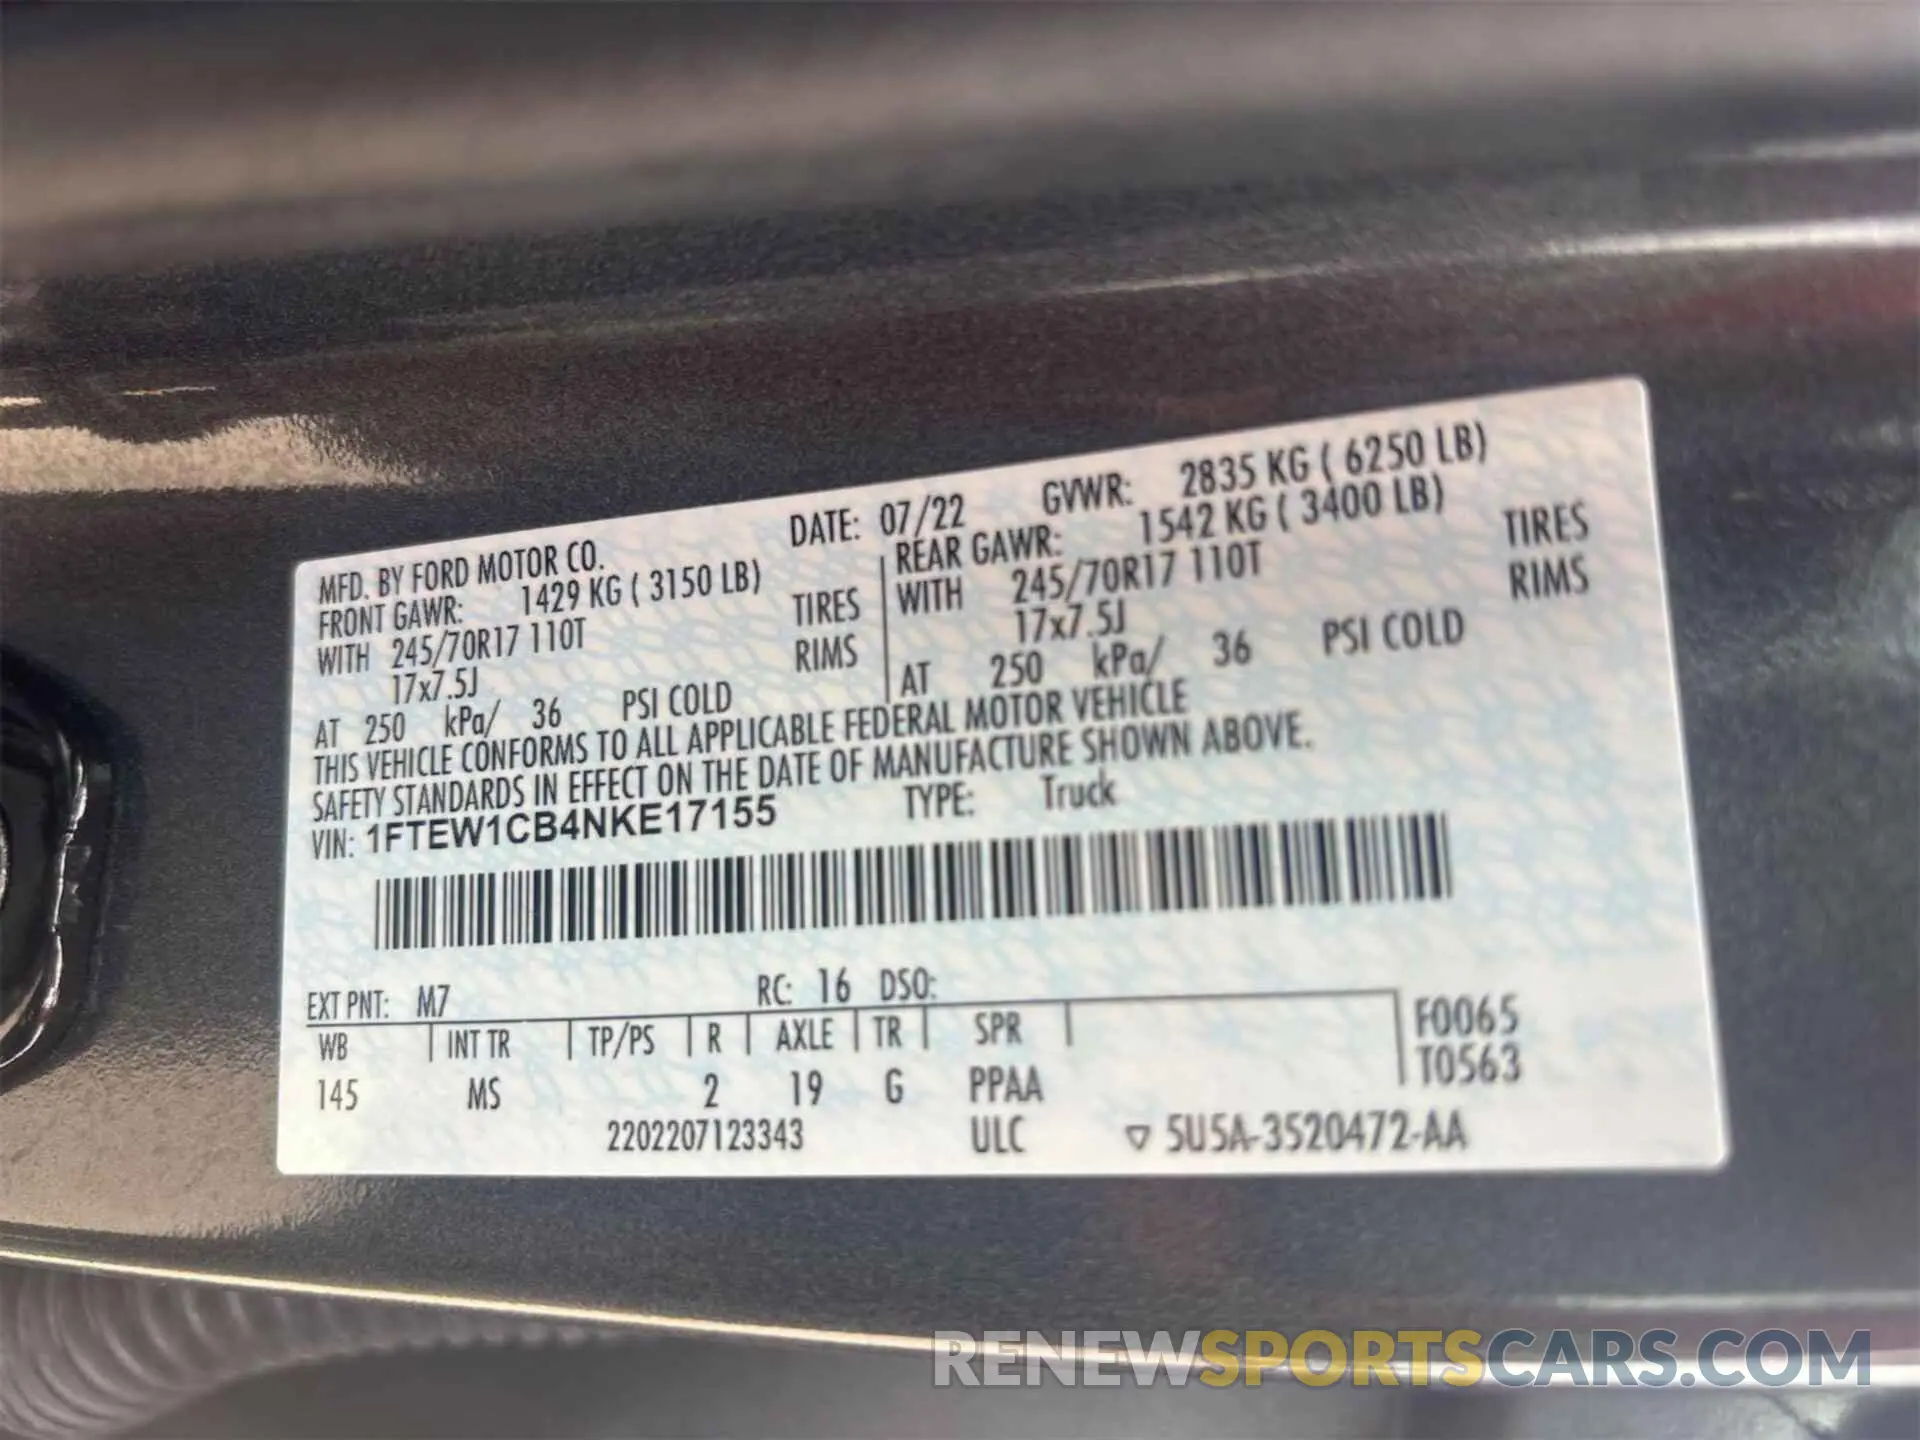 MFD. BY FORD MOTOR CO. DATE: 07/22 GVWR: 2835 KG ( 6250 LB)
FRONT GAWR: 1429 KG ( 3150 LB) REAR GAWR: 1542 KG ( 3400 LB)
WITH 245/70R17 110T TIRES WITH 245/70R17 110T TIRES
17x7.5J RIMS 17x7.5J RIMS
AT 250 kPa/ 36 PSI COLD AT 250 kPa/ 36 PSI COLD
THIS VEHICLE CONFORMS TO ALL APPLICABLE FEDERAL MOTOR VEHICLE
SAFETY STANDARDS IN EFFECT ON THE DATE OF MANUFACTURE SHOWN ABOVE.
VIN: 1FTEW1CB4NKE17155 TYPE: Truck
EXT PNT: M7 RC: 16 DSO:
WB INT TR TP/PS R AXLE TR SPR F0065
T0563
145 MS 2 19 G PPAA
2202207123343 ULC ▽ 5U5A-3520472-AA
RENEWSPORTSCARS.COM